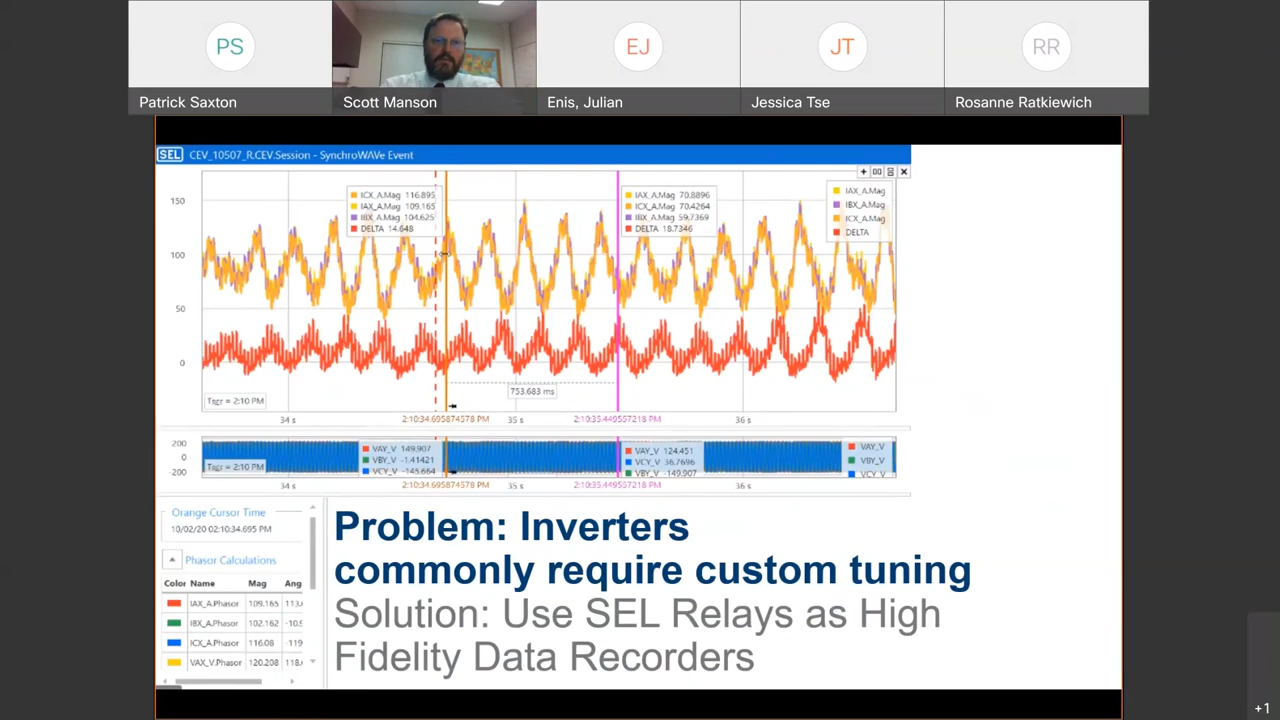 PS
EJ
JT
RR
Patrick Saxton
Scott Manson
Enis, Julian
Jessica Tse
Rosanne Ratkiewich
SEL CEV_10507_R.CEV.Session - SynchroWAVe Event
150
100
50
0
ICX_A.Mag 116.895
IAX_A.Mag 109.165
IBX_A.Mag 104.625
DELTA 14.648
IAX_A.Mag 70.8896
ICX_A.Mag 70.4264
IBX_A.Mag 59.7369
DELTA 18.7346
IAX_A.Mag
IBX_A.Mag
ICX_A.Mag
DELTA
753.683 ms
Tsgr = 2:10 PM
34 s
2:10:34.695874578 PM
35 s
2:10:35.449557218 PM
36 s
200
0
-200
VAY_V 149.907
VBY_V -1.41421
VCY_V -145.664
VAY_V 124.451
VCY_V 36.7696
VBY_V -149.907
VAY_V
VBY_V
VCY_V
Tsgr = 2:10 PM
34 s
2:10:34.695874578 PM
35 s
2:10:35.449557218 PM
36 s
Orange Cursor Time
10/02/20 02:10:34.695 PM
Phasor Calculations
Color Name Mag Ang
IAX_A.Phasor 109.165 113.
IBX_A.Phasor 102.162 -10.9
ICX_A.Phasor 116.08 -119
VAX_V.Phasor 120.208 118.
Problem: Inverters
commonly require custom tuning
Solution: Use SEL Relays as High
Fidelity Data Recorders
+1